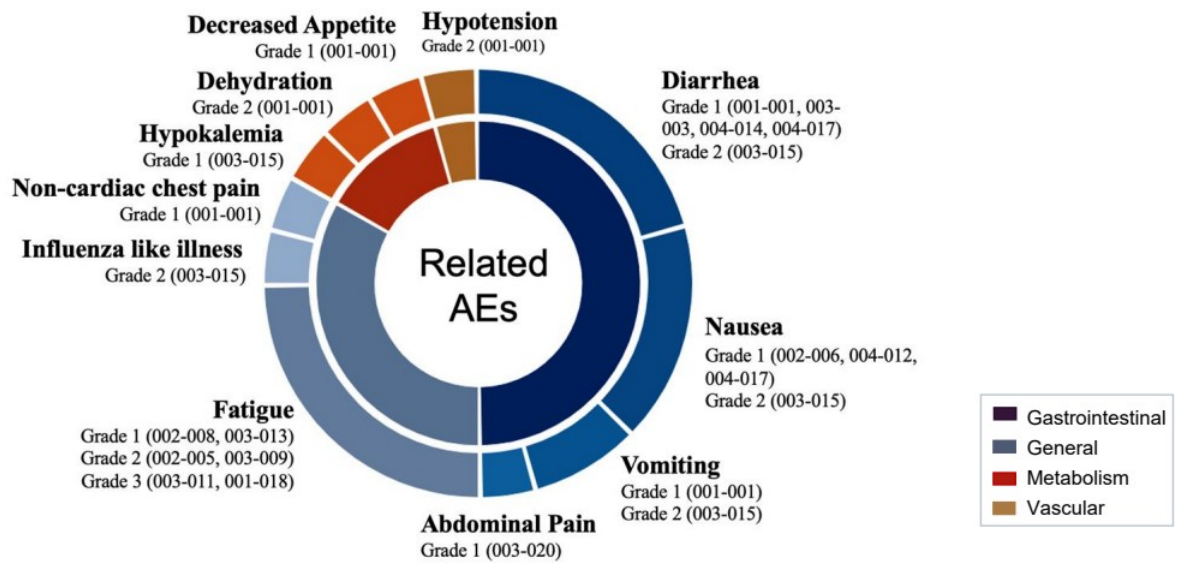 Decreased Appetite
Grade 1 (001-001)
Hypotension
Grade 2 (001-001)
Dehydration
Grade 2 (001-001)
Hypokalemia
Grade 1 (003-015)
Non-cardiac chest pain
Grade 1 (001-001)
Influenza like illness
Grade 2 (003-015)
Fatigue
Grade 1 (002-008, 003-013)
Grade 2 (002-005, 003-009)
Grade 3 (003-011, 001-018)
Related
AEs
Diarrhea
Grade 1 (001-001, 003-
003, 004-014, 004-017)
Grade 2 (003-015)
Nausea
Grade 1 (002-006, 004-012,
004-017)
Grade 2 (003-015)
Vomiting
Grade 1 (001-001)
Grade 2 (003-015)
Abdominal Pain
Grade 1 (003-020)
Gastrointestinal
General
Metabolism
Vascular